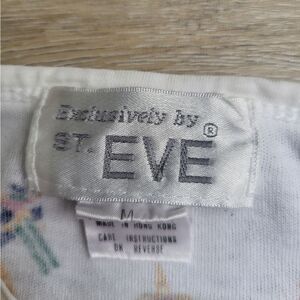 Exclusively by
ST. EVE®
M
MADE IN HONG KONG
CARE INSTRUCTIONS
ON REVERSE